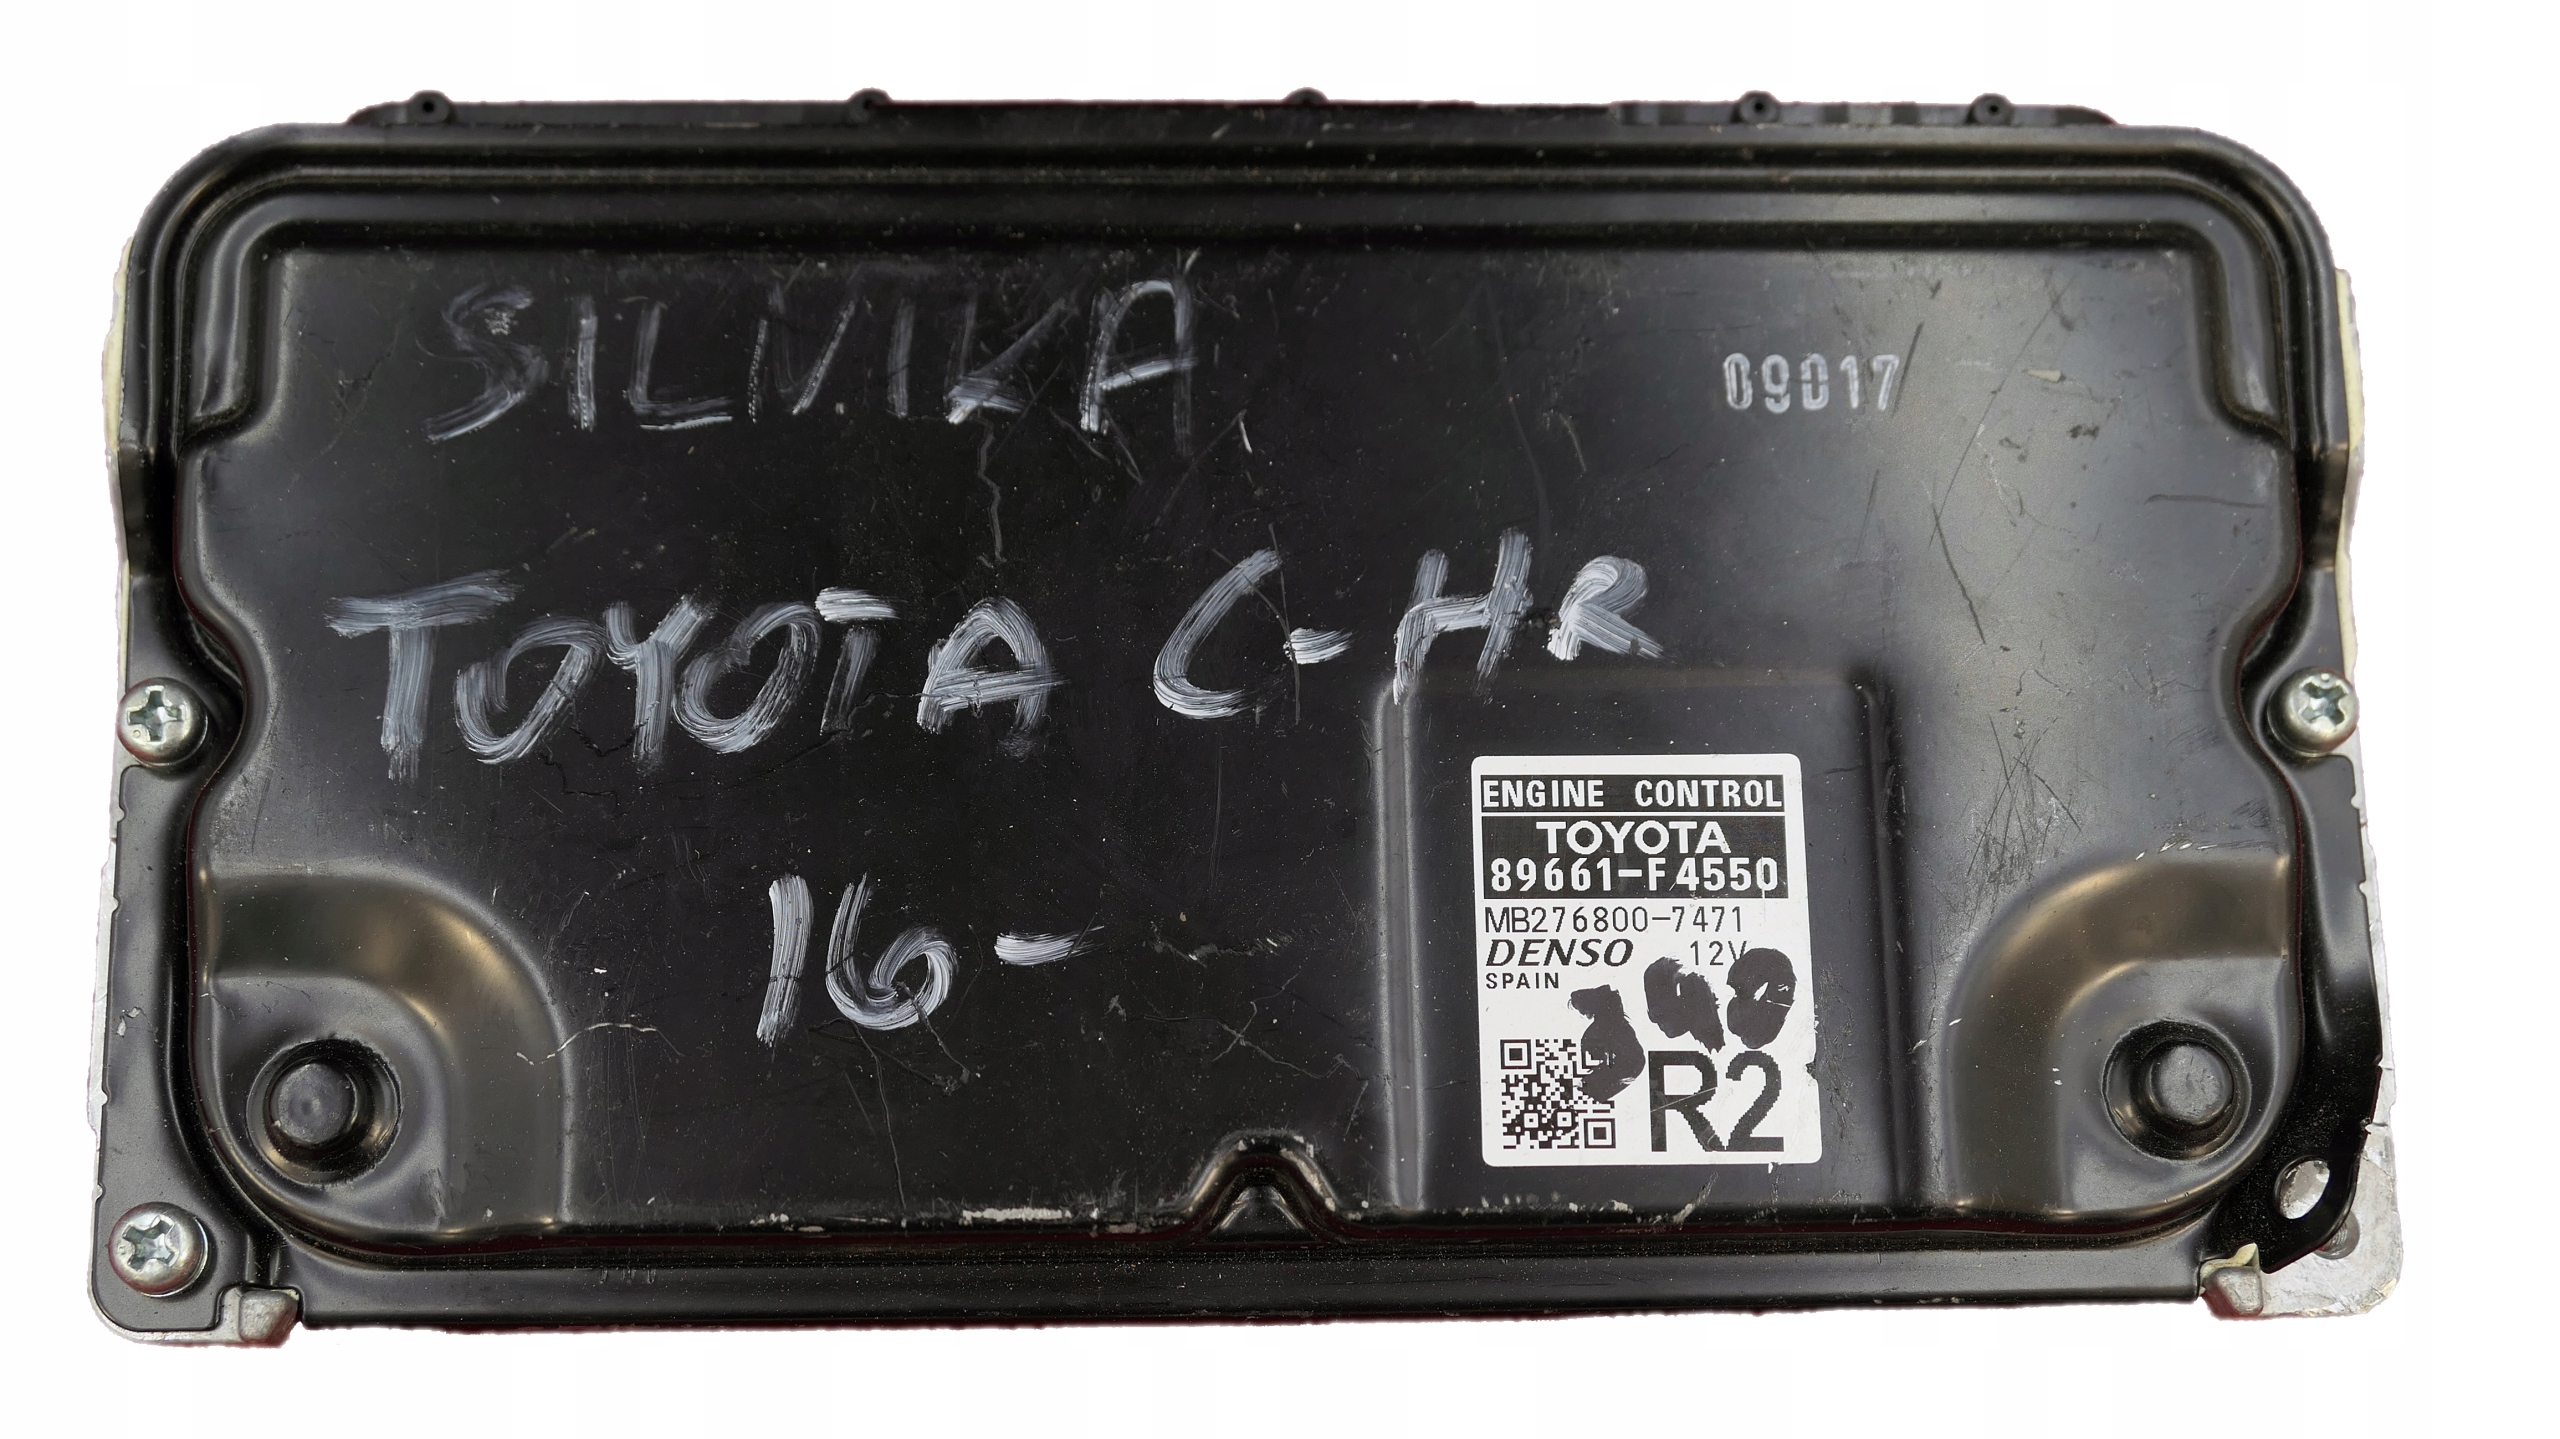 SILNIKA
09017
TOYOTA C-HR
16-
ENGINE CONTROL
TOYOTA
89661-F4550
MB276800-7471
DENSO 12V
SPAIN
R2